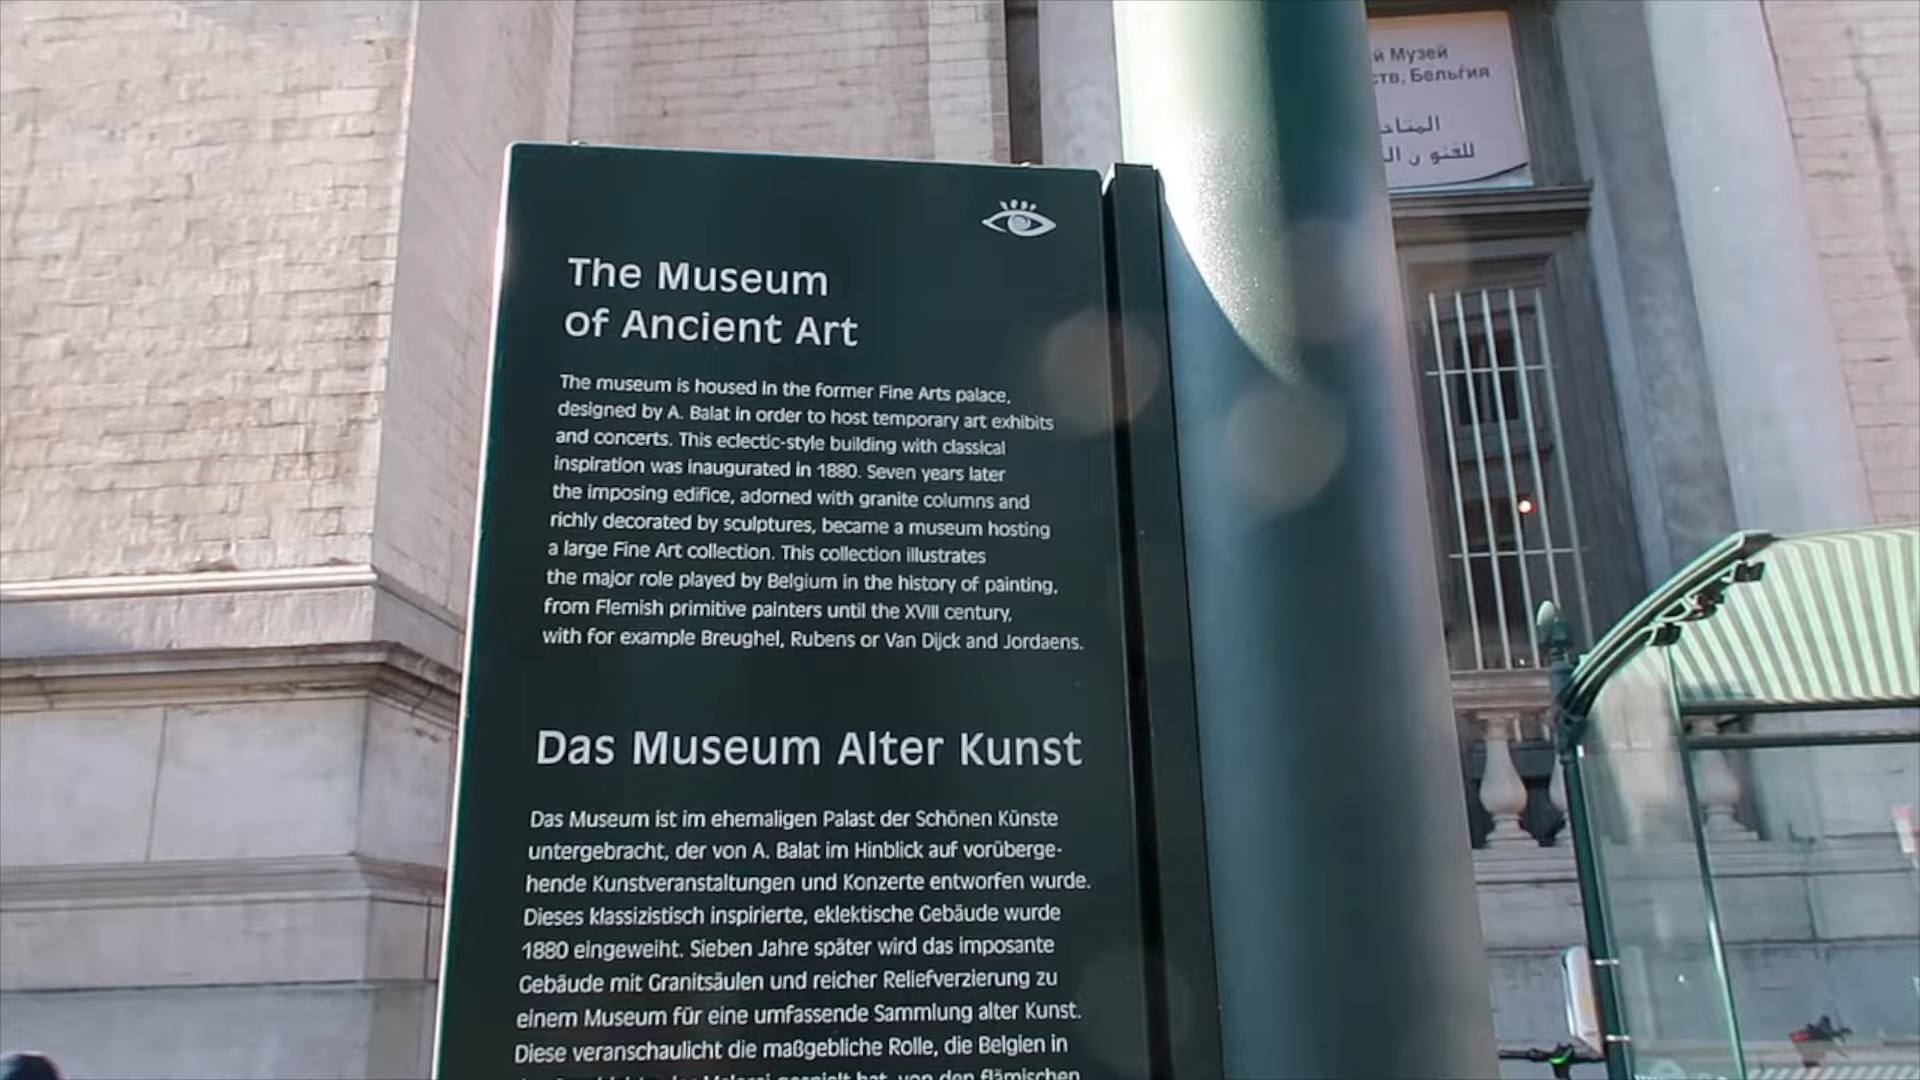 The Museum
of Ancient Art
The museum is housed in the former Fine Arts palace,
designed by A. Balat in order to host temporary art exhibits
and concerts. This eclectic-style building with classical
inspiration was inaugurated in 1880. Seven years later
the imposing edifice, adorned with granite columns and
richly decorated by sculptures, became a museum hosting
a large Fine Art collection. This collection illustrates
the major role played by Belgium in the history of painting,
from Flemish primitive painters until the XVIII century,
with for example Breughel, Rubens or Van Dijck and Jordaens.
Das Museum Alter Kunst
Das Museum ist im ehemaligen Palast der Schönen Künste
untergebracht, der von A. Balat im Hinblick auf vorüberge-
hende Kunstveranstaltungen und Konzerte entworfen wurde.
Dieses klassizistisch inspirierte, eklektische Gebäude wurde
1880 eingeweiht. Sieben Jahre später wird das imposante
Gebäude mit Granitsäulen und reicher Reliefverzierung zu
einem Museum für eine umfassende Sammlung alter Kunst.
Diese veranschaulicht die maßgebliche Rolle, die Belgien in
von den flämischen
й Музей
ств, Бельгия